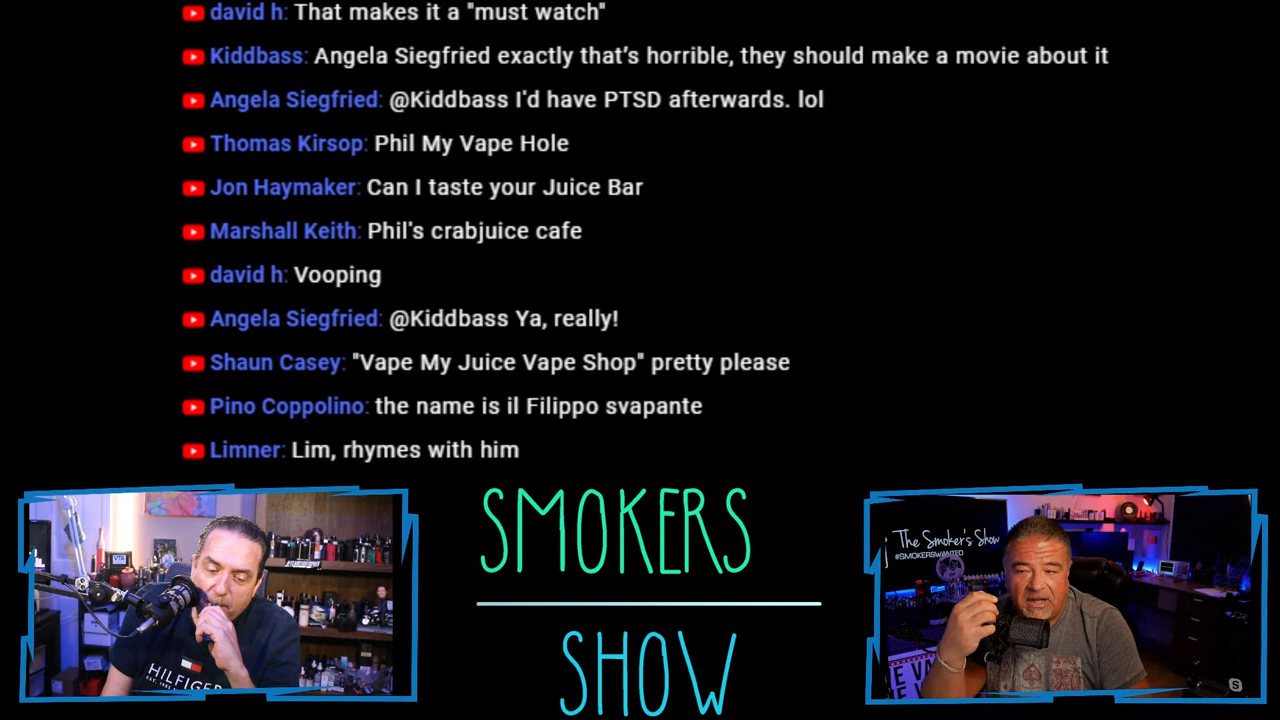 david h: That makes it a "must watch"
Kiddbass: Angela Siegfried exactly that's horrible, they should make a movie about it
Angela Siegfried: @Kiddbass I'd have PTSD afterwards. lol
Thomas Kirsop: Phil My Vape Hole
Jon Haymaker: Can I taste your Juice Bar
Marshall Keith: Phil's crabjuice cafe
david h: Vooping
Angela Siegfried: @Kiddbass Ya, really!
Shaun Casey: "Vape My Juice Vape Shop" pretty please
Pino Coppolino: the name is il Filippo svapante
Limner: Lim, rhymes with him
SMOKERS
SHOW
The Smoker's Show
#SMOKERSWANTED
HILFIGER